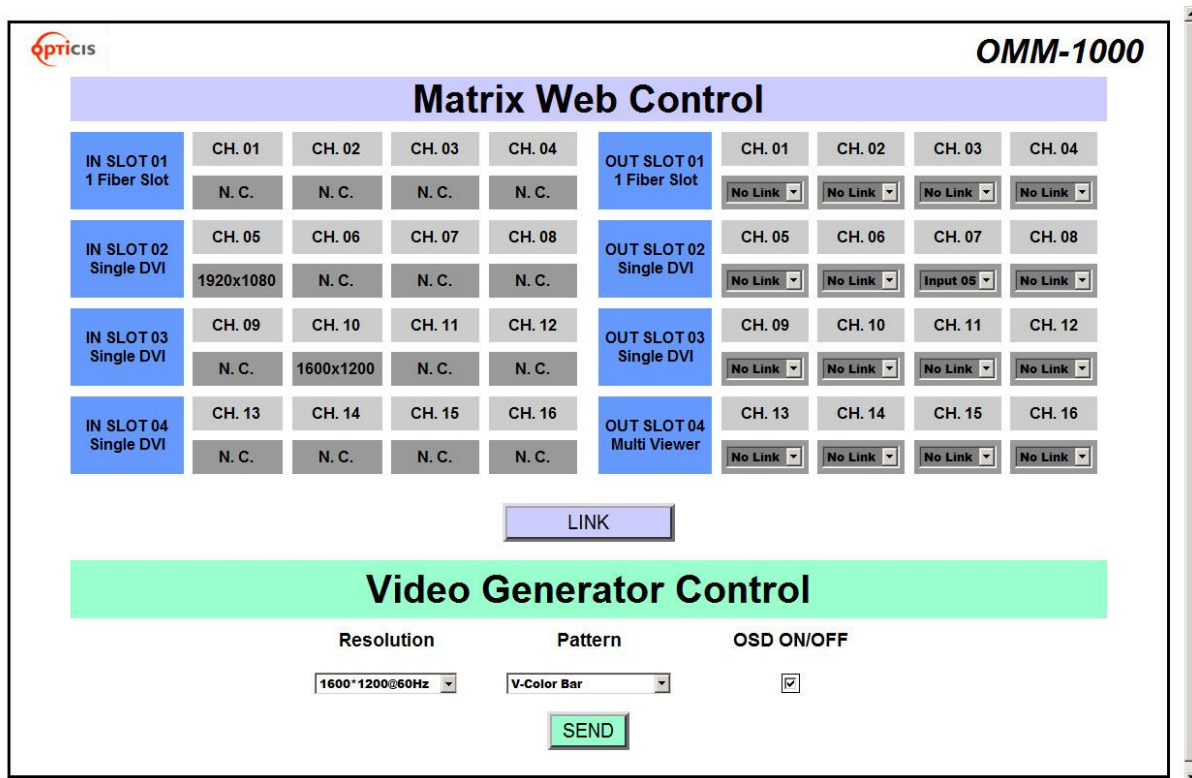 OPTICIS
OMM-1000
Matrix Web Control
IN SLOT 01
1 Fiber Slot
CH. 01 CH. 02 CH. 03 CH. 04
N. C. N. C. N. C. N. C.
OUT SLOT 01
1 Fiber Slot
CH. 01 CH. 02 CH. 03 CH. 04
No Link No Link No Link No Link
IN SLOT 02
Single DVI
CH. 05 CH. 06 CH. 07 CH. 08
1920x1080 N. C. N. C. N. C.
OUT SLOT 02
Single DVI
CH. 05 CH. 06 CH. 07 CH. 08
No Link No Link Input 05 No Link
IN SLOT 03
Single DVI
CH. 09 CH. 10 CH. 11 CH. 12
N. C. 1600x1200 N. C. N. C.
OUT SLOT 03
Single DVI
CH. 09 CH. 10 CH. 11 CH. 12
No Link No Link No Link No Link
IN SLOT 04
Single DVI
CH. 13 CH. 14 CH. 15 CH. 16
N. C. N. C. N. C. N. C.
OUT SLOT 04
Multi Viewer
CH. 13 CH. 14 CH. 15 CH. 16
No Link No Link No Link No Link
LINK
Video Generator Control
Resolution Pattern OSD ON/OFF
1600*1200@60Hz V-Color Bar
SEND